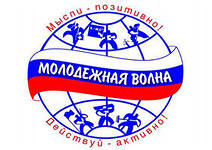 Мысли - позитивно!
МОЛОДЕЖНАЯ ВОЛНА
Действуй - активно!